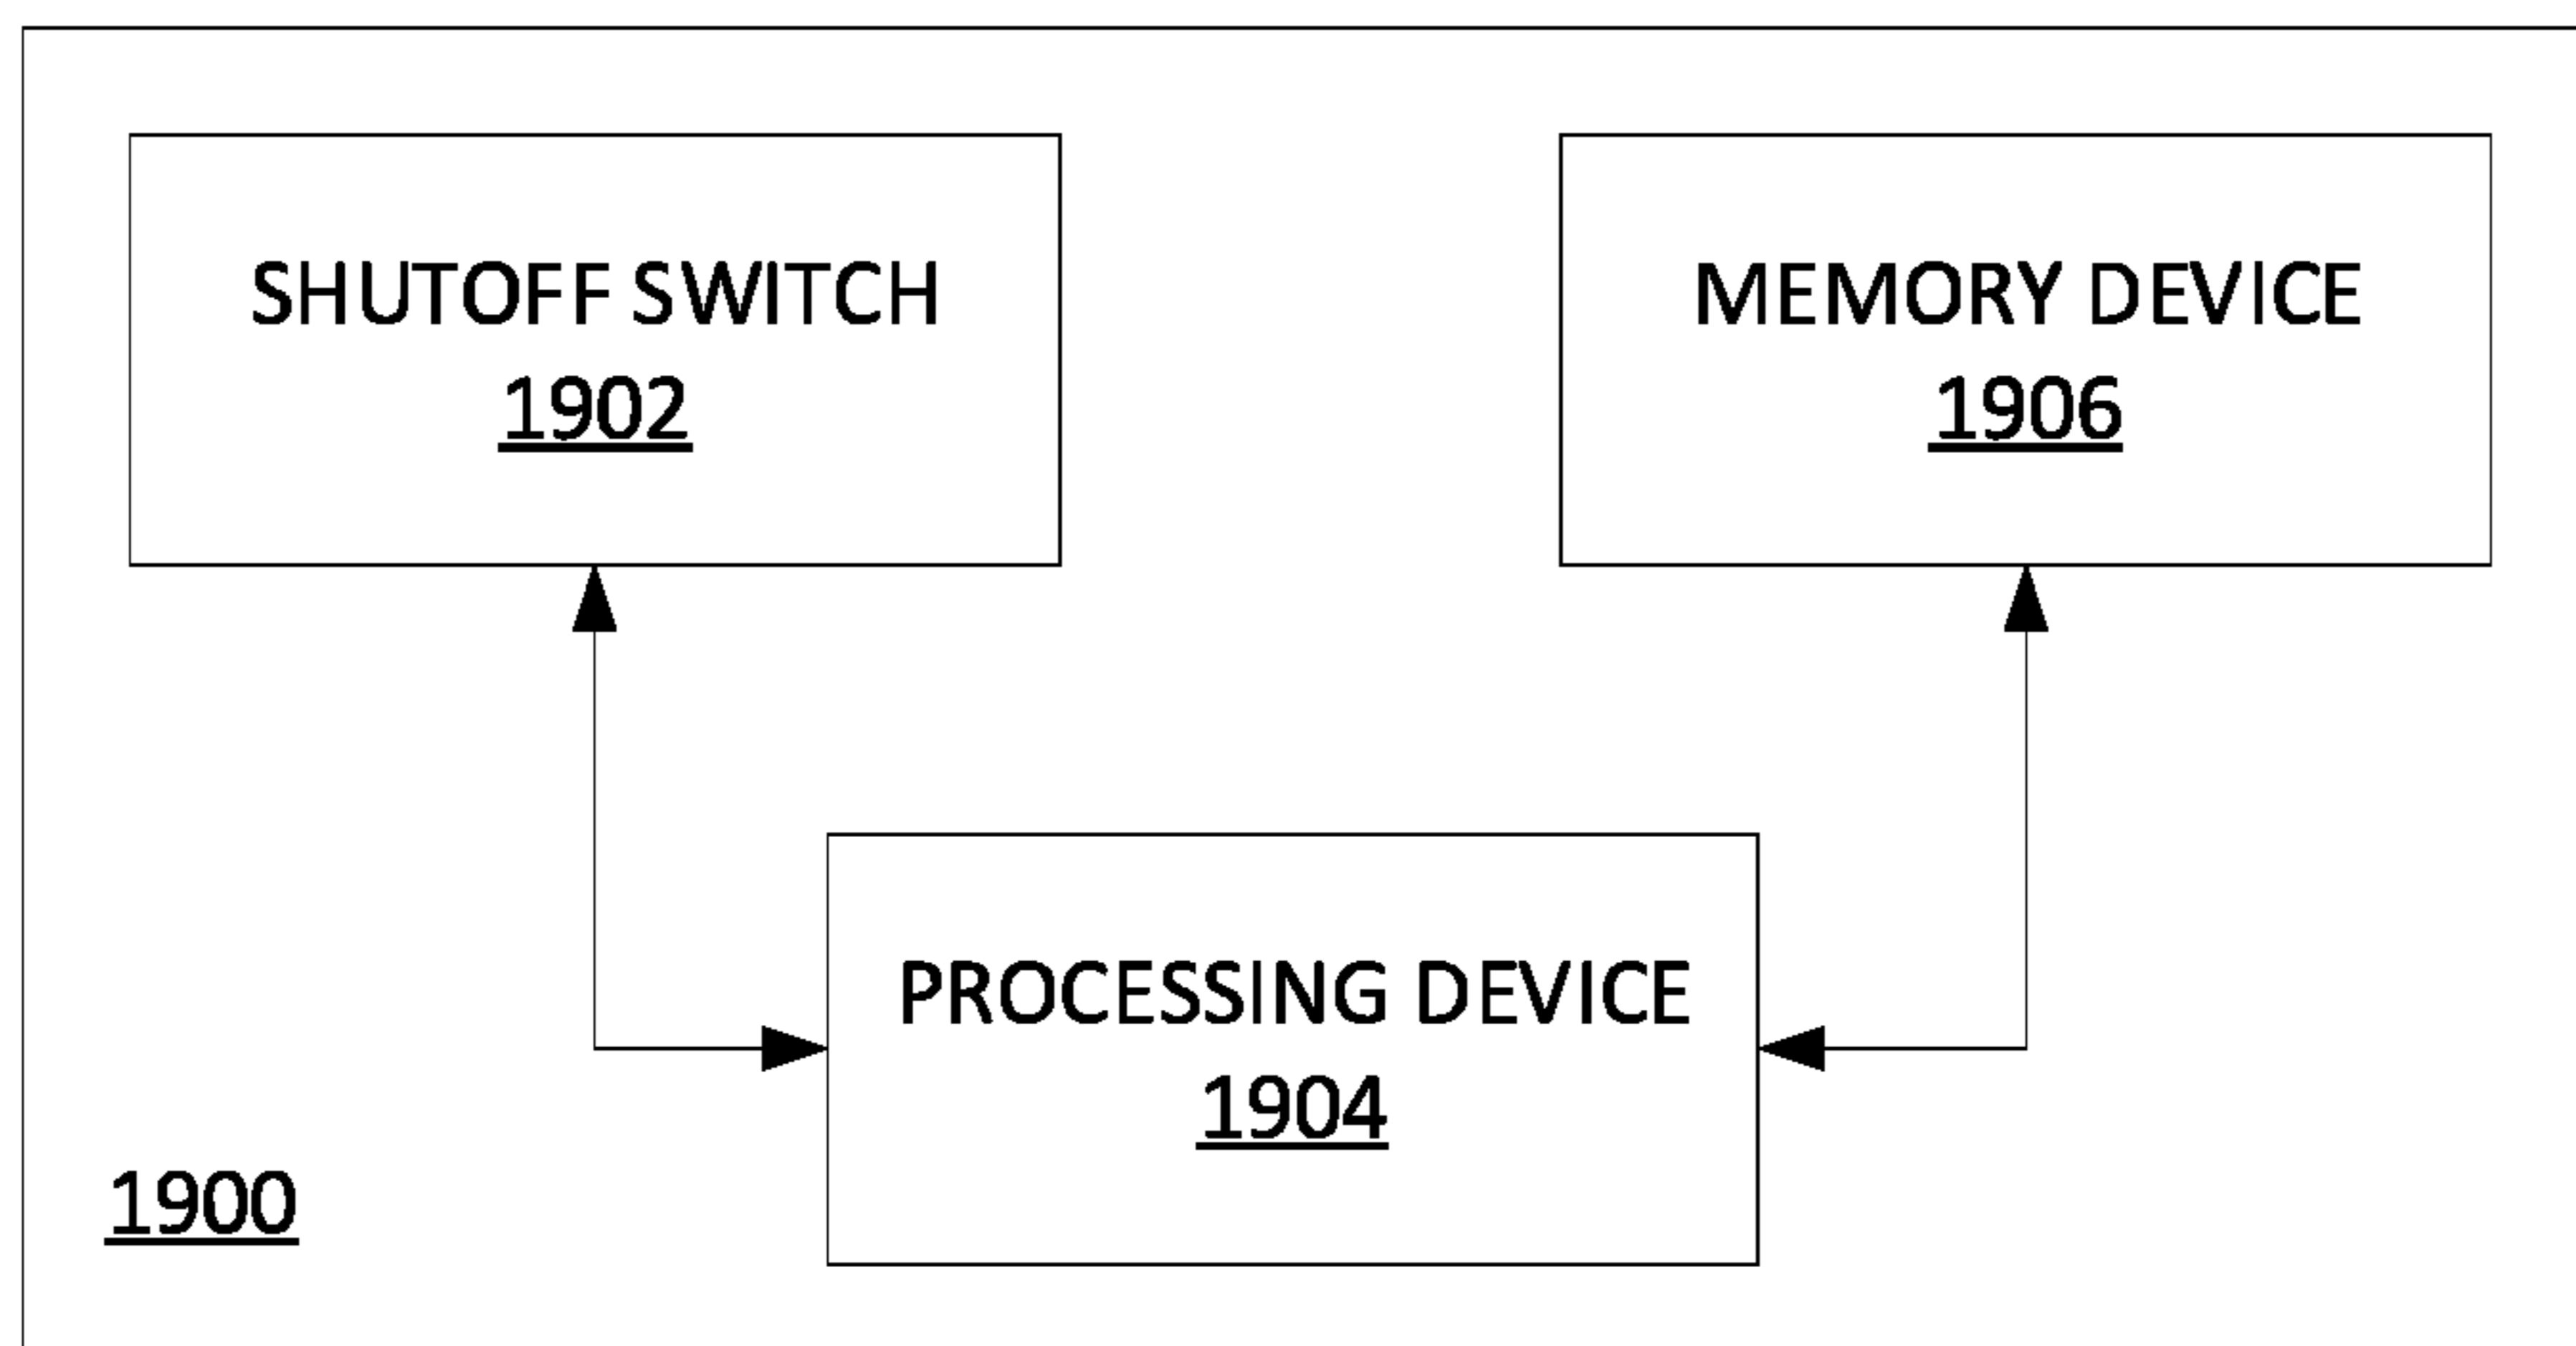 SHUTOFF SWITCH
1902
MEMORY DEVICE
1906
PROCESSING DEVICE
1904
1900